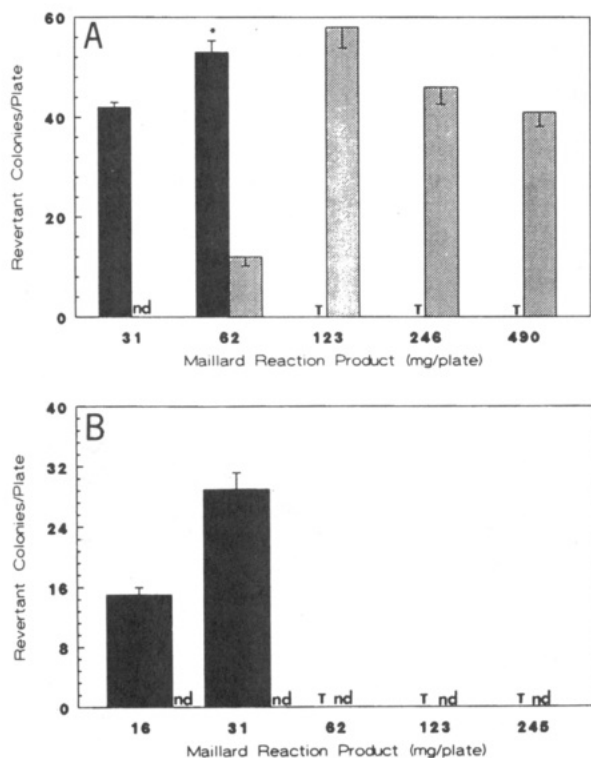 A
60
*
Revertant Colonies/Plate
40
20
nd
T T T
0
31 62 123 246 490
Maillard Reaction Product (mg/plate)
B
40
32
Revertant Colonies/Plate
24
16
8
nd nd T nd T nd T nd
0
16 31 62 123 245
Maillard Reaction Product (mg/plate)